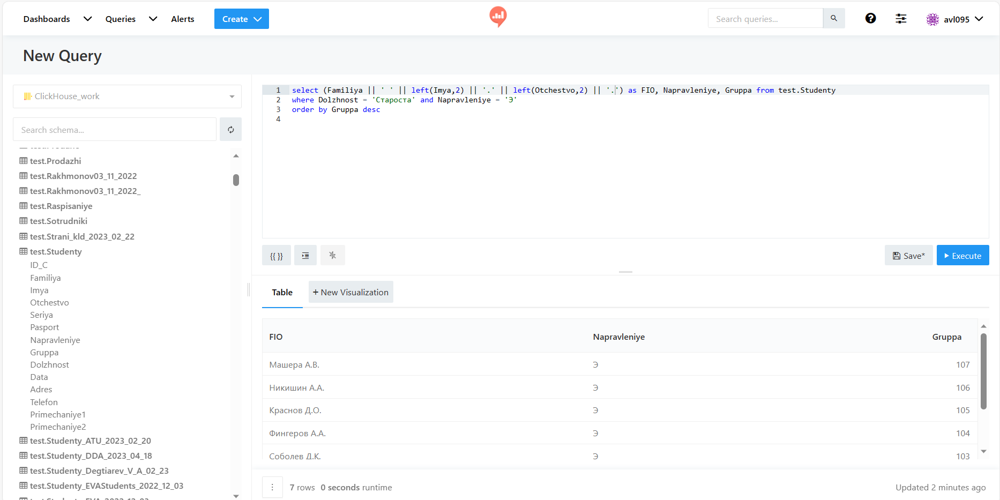 Dashboards Queries Alerts Create Search queries... avl095
New Query
ClickHouse_work
Search schema...
test.Prodazhi
test.Rakhmonov03_11_2022
test.Rakhmonov03_11_2022_
test.Raspisaniye
test.Sotrudniki
test.Strani_kld_2023_02_22
test.Studenty
ID_C
Familiya
Imya
Otchestvo
Seriya
Pasport
Napravleniye
Gruppa
Dolzhnost
Data
Adres
Telefon
Primechaniye1
Primechaniye2
test.Studenty_ATU_2023_02_20
test.Studenty_DDA_2023_04_18
test.Studenty_Degtiarev_V_A_02_23
test.Studenty_EVAStudents_2022_12_03
1 select (Familiya || ' ' || left(Imya,2) || '.' || left(Otchestvo,2) || '.') as FIO, Napravleniye, Gruppa from test.Studenty
2 where Dolzhnost = 'Староста' and Napravleniye = 'Э'
3 order by Gruppa desc
4
{{ }} Save* Execute
Table + New Visualization
FIO Napravleniye Gruppa
Машера А.В. Э 107
Никишин А.А. Э 106
Краснов Д.О. Э 105
Фингеров А.А. Э 104
Соболев Д.К. Э 103
7 rows 0 seconds runtime Updated 2 minutes ago